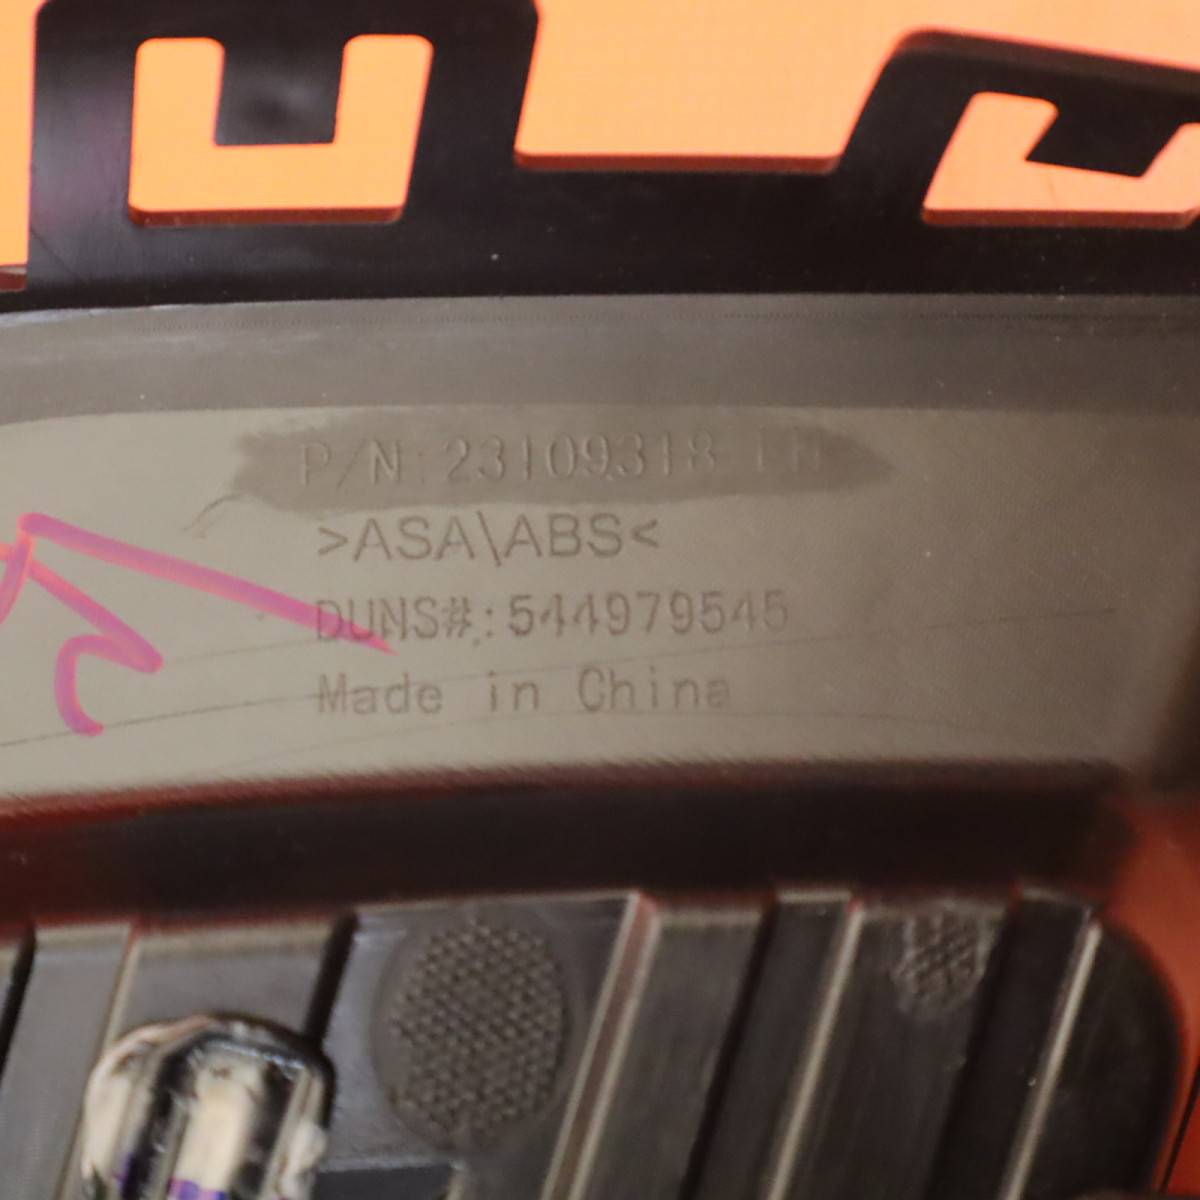 P/N:23109318 LH
>ASA\ABS<
DUNS#:544979545
Made in China